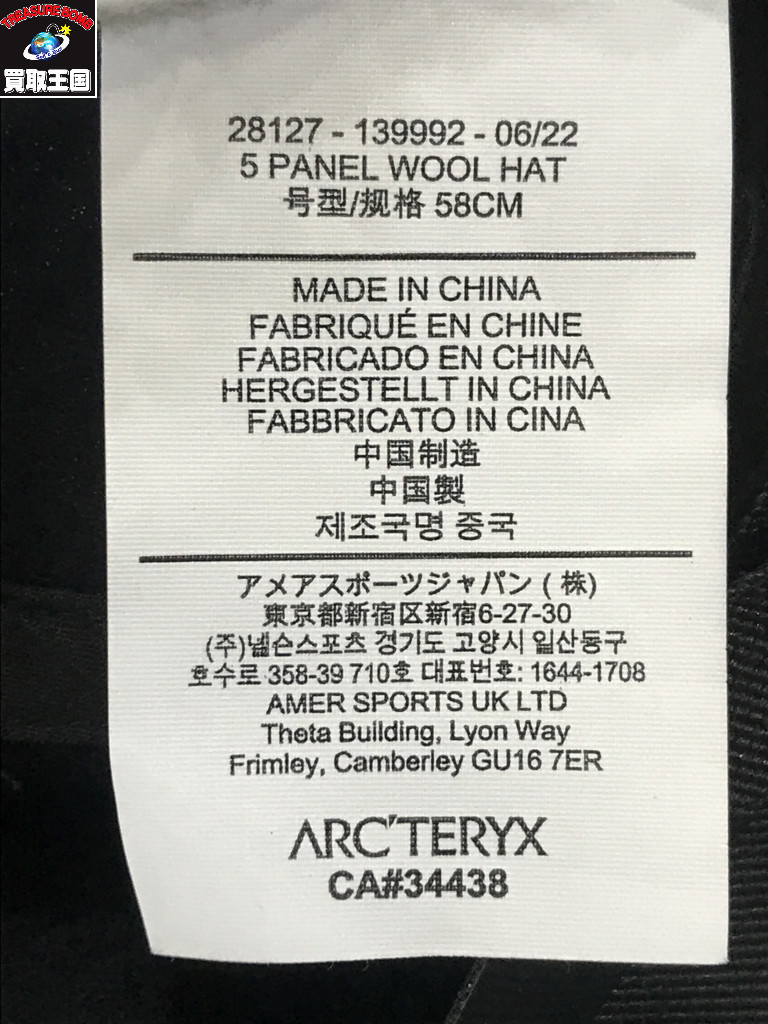 TREASURE BOMB
買取王国
28127 - 139992 - 06/22
5 PANEL WOOL HAT
号型/规格 58CM
MADE IN CHINA
FABRIQUÉ EN CHINE
FABRICADO EN CHINA
HERGESTELLT IN CHINA
FABBRICATO IN CINA
中国制造
中国製
제조국명 중국
アメアスポーツジャパン ( 株)
東京都新宿区新宿6-27-30
(주)넬슨스포츠 경기도 고양시 일산동구
호수로 358-39 710호 대표번호: 1644-1708
AMER SPORTS UK LTD
Theta Building, Lyon Way
Frimley, Camberley GU16 7ER
ARC'TERYX
CA#34438